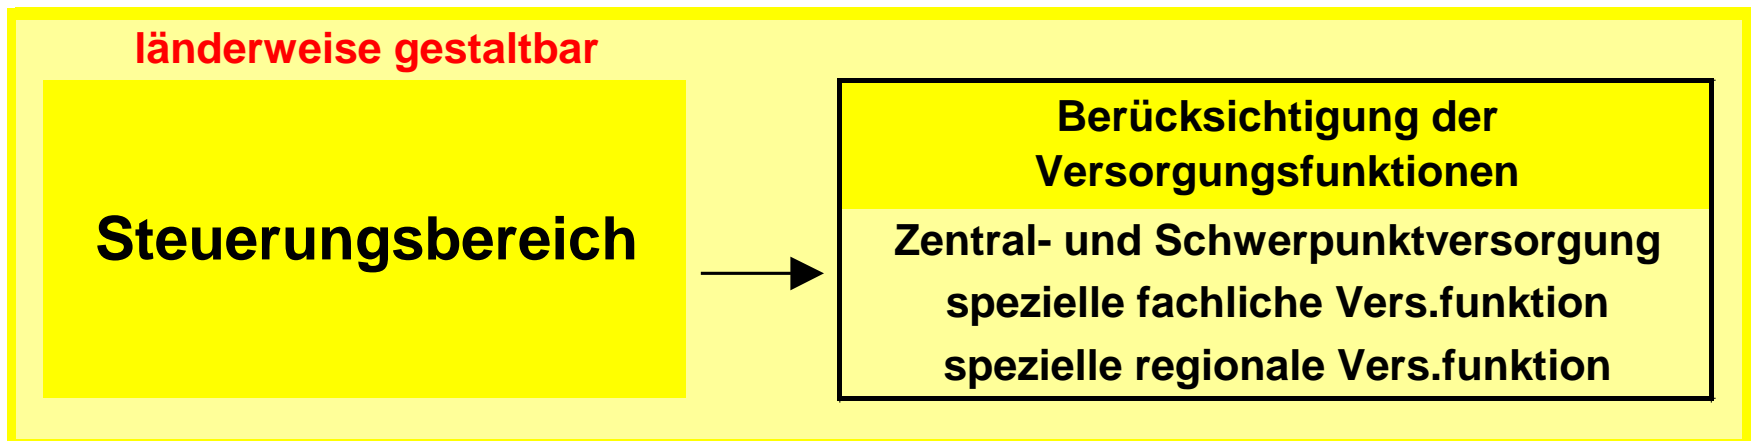 länderweise gestaltbar
Steuerungsbereich
Berücksichtigung der
Versorgungsfunktionen
Zentral- und Schwerpunktversorgung
spezielle fachliche Vers.funktion
spezielle regionale Vers.funktion